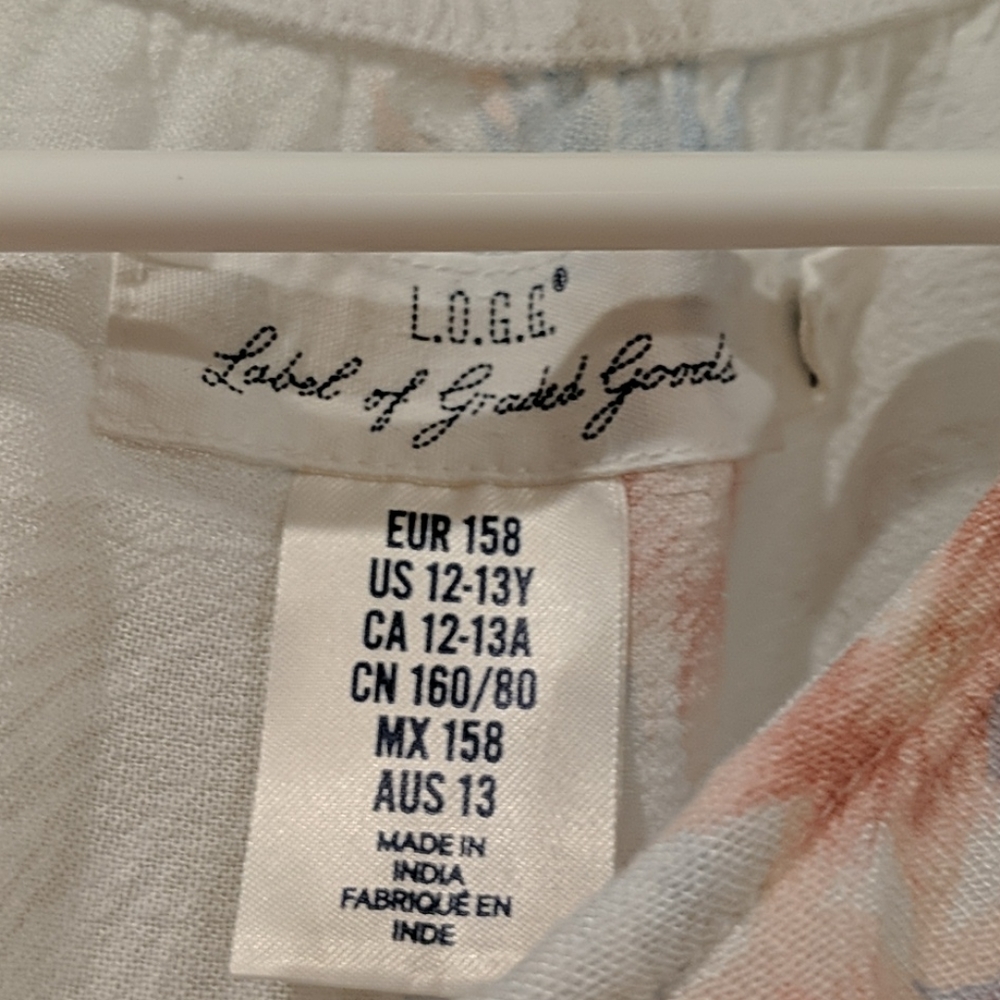 L.O.G.G.®
Label of Graded Goods
EUR 158
US 12-13Y
CA 12-13A
CN 160/80
MX 158
AUS 13
MADE IN
INDIA
FABRIQUÉ EN
INDE